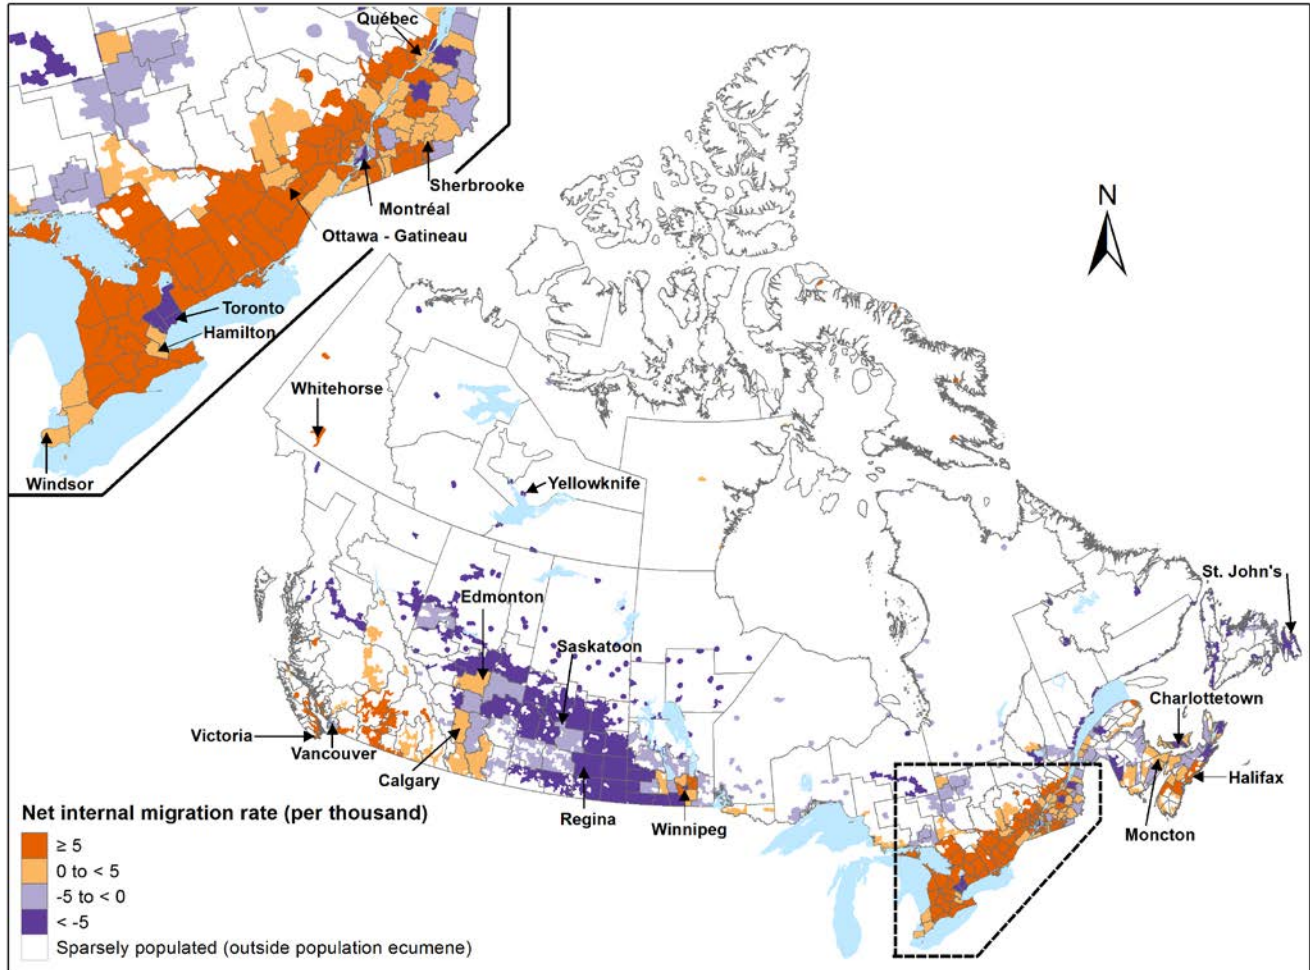 Québec
Sherbrooke
Montréal
Ottawa - Gatineau
Toronto
Hamilton
Windsor
N
Whitehorse
Yellowknife
St. John's
Edmonton
Saskatoon
Charlottetown
Victoria
Vancouver
Calgary
Halifax
Regina
Winnipeg
Moncton
Net internal migration rate (per thousand)
≥ 5
0 to < 5
-5 to < 0
< -5
Sparsely populated (outside population ecumene)